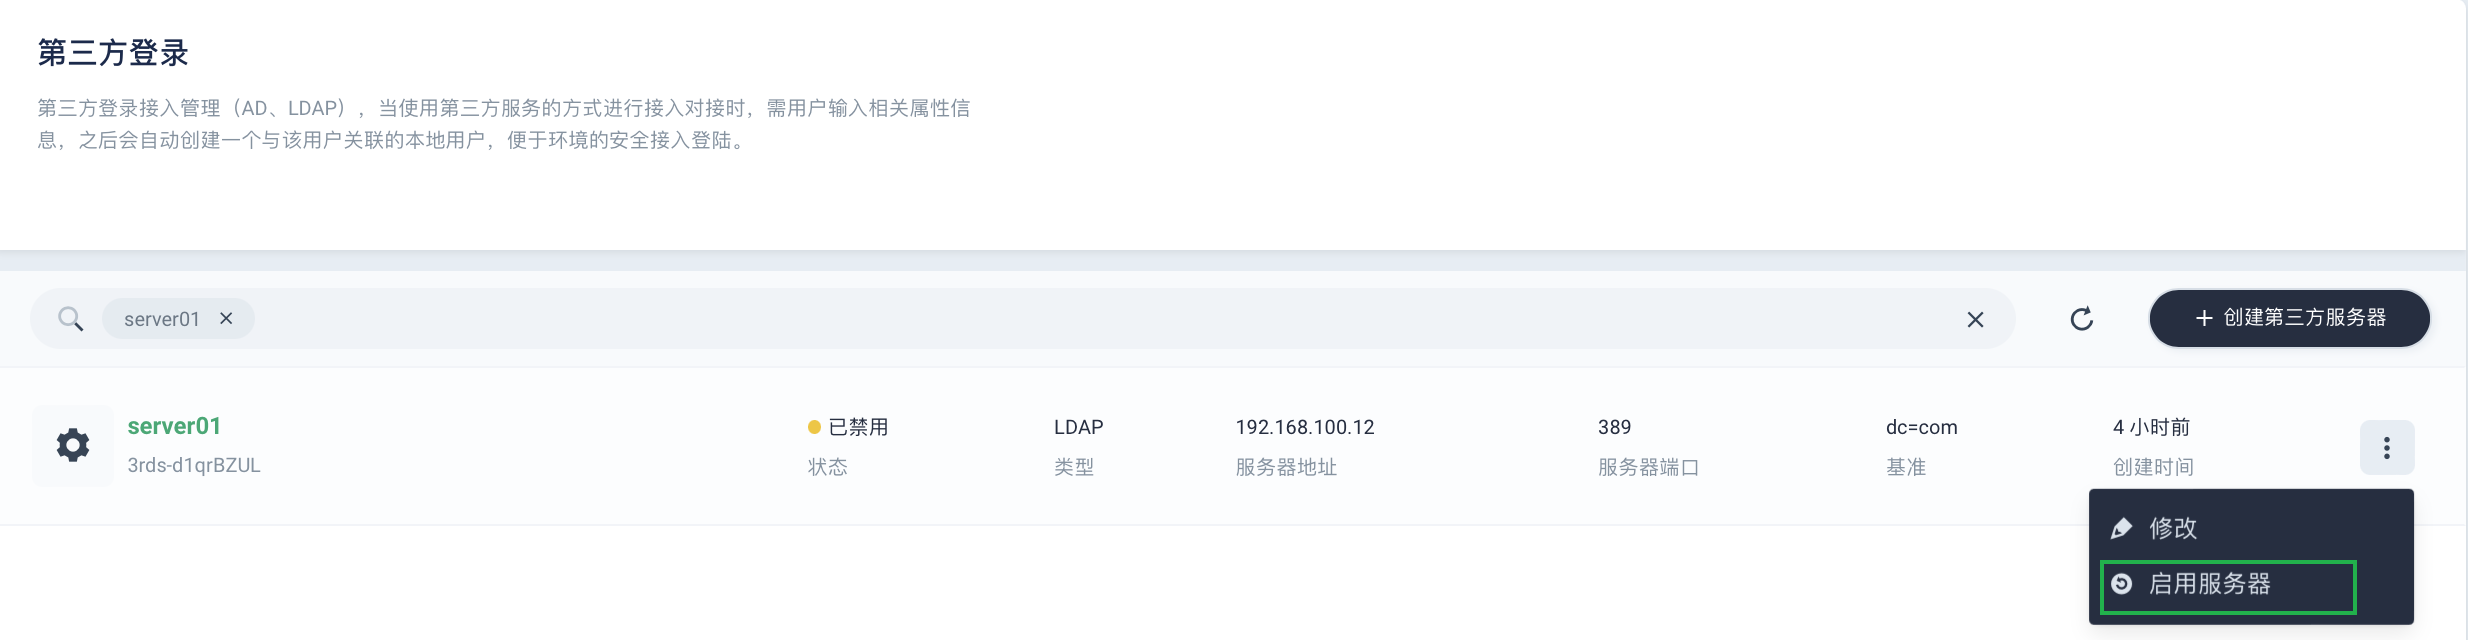 第三方登录
第三方登录接入管理（AD、LDAP），当使用第三方服务的方式进行接入对接时，需用户输入相关属性信
息，之后会自动创建一个与该用户关联的本地用户，便于环境的安全接入登陆。
server01
创建第三方服务器
server01 已禁用 LDAP 192.168.100.12 389 dc=com 4 小时前
3rds-d1qrBZUL 状态 类型 服务器地址 服务器端口 基准 创建时间
修改
启用服务器